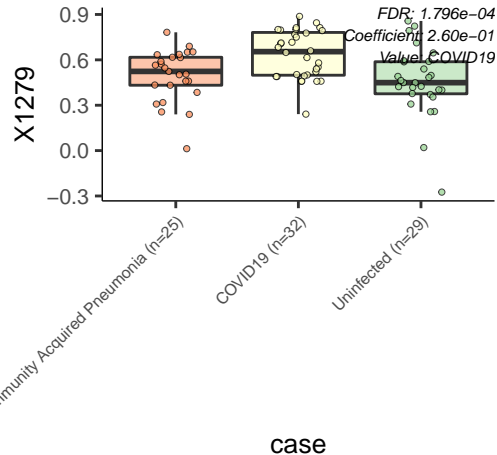 FDR: 1.796e−04
Coefficient: 2.60e−01
Value: COVID19
X1279
0.9
0.6
0.3
0.0
−0.3
mmunity Acquired Pneumonia (n=25)
COVID19 (n=32)
Uninfected (n=29)
case